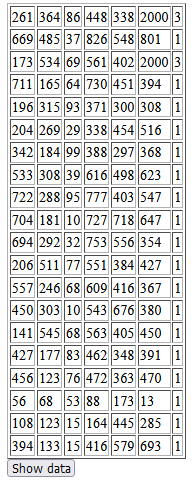 261 364 86 448 338 2000 3
669 485 37 826 548 801 1
173 534 69 561 402 2000 3
711 165 64 730 451 394 1
196 315 93 371 300 308 1
204 269 29 338 454 516 1
342 184 99 388 297 368 1
533 308 39 616 498 623 1
722 288 95 777 403 547 1
704 181 10 727 718 647 1
694 292 32 753 556 354 1
206 511 77 551 384 427 1
557 246 68 609 416 367 1
450 303 10 543 676 380 1
141 545 68 563 405 450 1
427 177 83 462 348 391 1
456 123 76 472 363 470 1
56 68 53 88 173 13 1
108 123 15 164 445 285 1
394 133 15 416 579 693 1
Show data